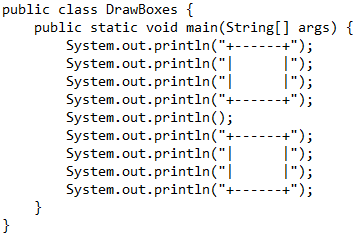 public class DrawBoxes {
    public static void main(String[] args) {
        System.out.println("+------+");
        System.out.println("|      |");
        System.out.println("|      |");
        System.out.println("+------+");
        System.out.println();
        System.out.println("+------+");
        System.out.println("|      |");
        System.out.println("|      |");
        System.out.println("+------+");
    }
}